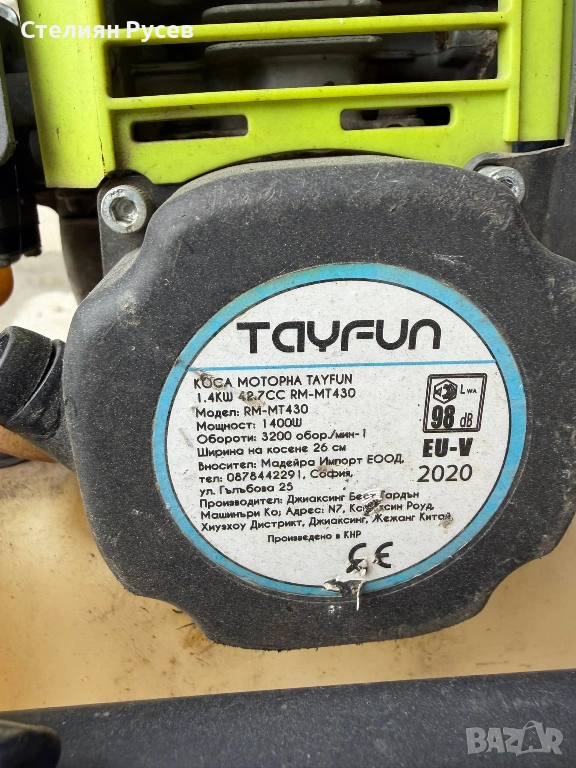 Стелиян Русев
TAYFUN
КОСА МОТОРНА TAYFUN
1.4KW 42.7CC RM-MT430
Модел: RM-MT430
Мощност: 1400W
Обороти: 3200 обор./мин-1
Ширина на косене 26 см
Вносител: Мадейра Импорт ЕООД,
тел: 0878442291, София,
ул. Гълъбова 25
Производител: Джиаксинг Бест Гардън
Машинъри Ко; Адрес: N7, Роуд,
Хиузхоу Дистрикт, Джиаксинг, Жежанг Китай
Произведено в КНР
CE
LWA
98 dB
EU-V
2020
BAZAR